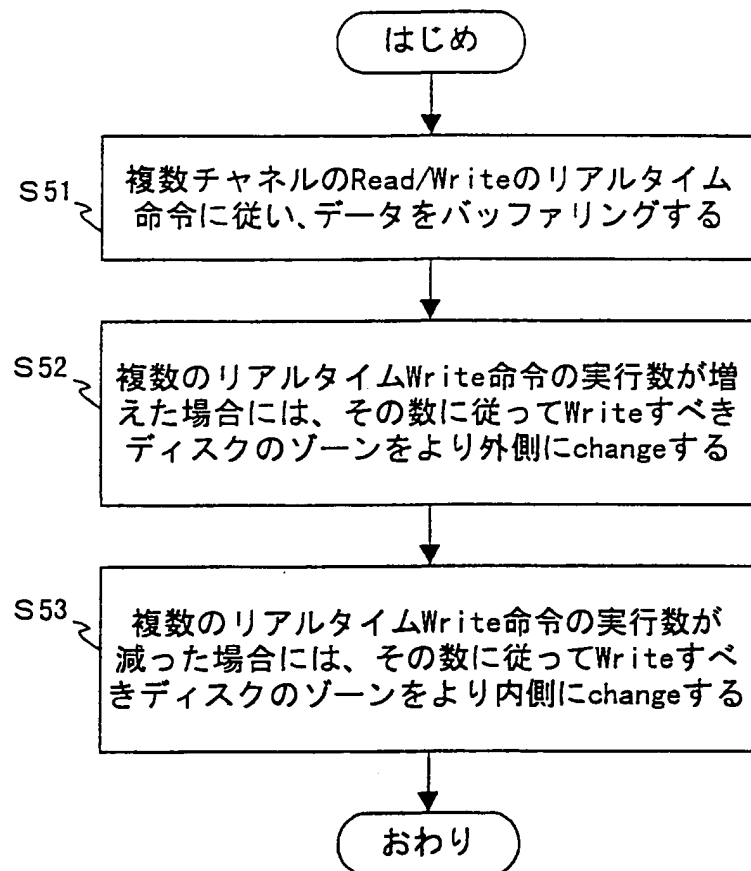 はじめ
S51
複数チャネルのRead/Writeのリアルタイム
命令に従い、データをバッファリングする
S52
複数のリアルタイムWrite命令の実行数が増
えた場合には、その数に従ってWriteすべき
ディスクのゾーンをより外側にchangeする
S53
複数のリアルタイムWrite命令の実行数が
減った場合には、その数に従ってWriteすべ
きディスクのゾーンをより内側にchangeする
おわり